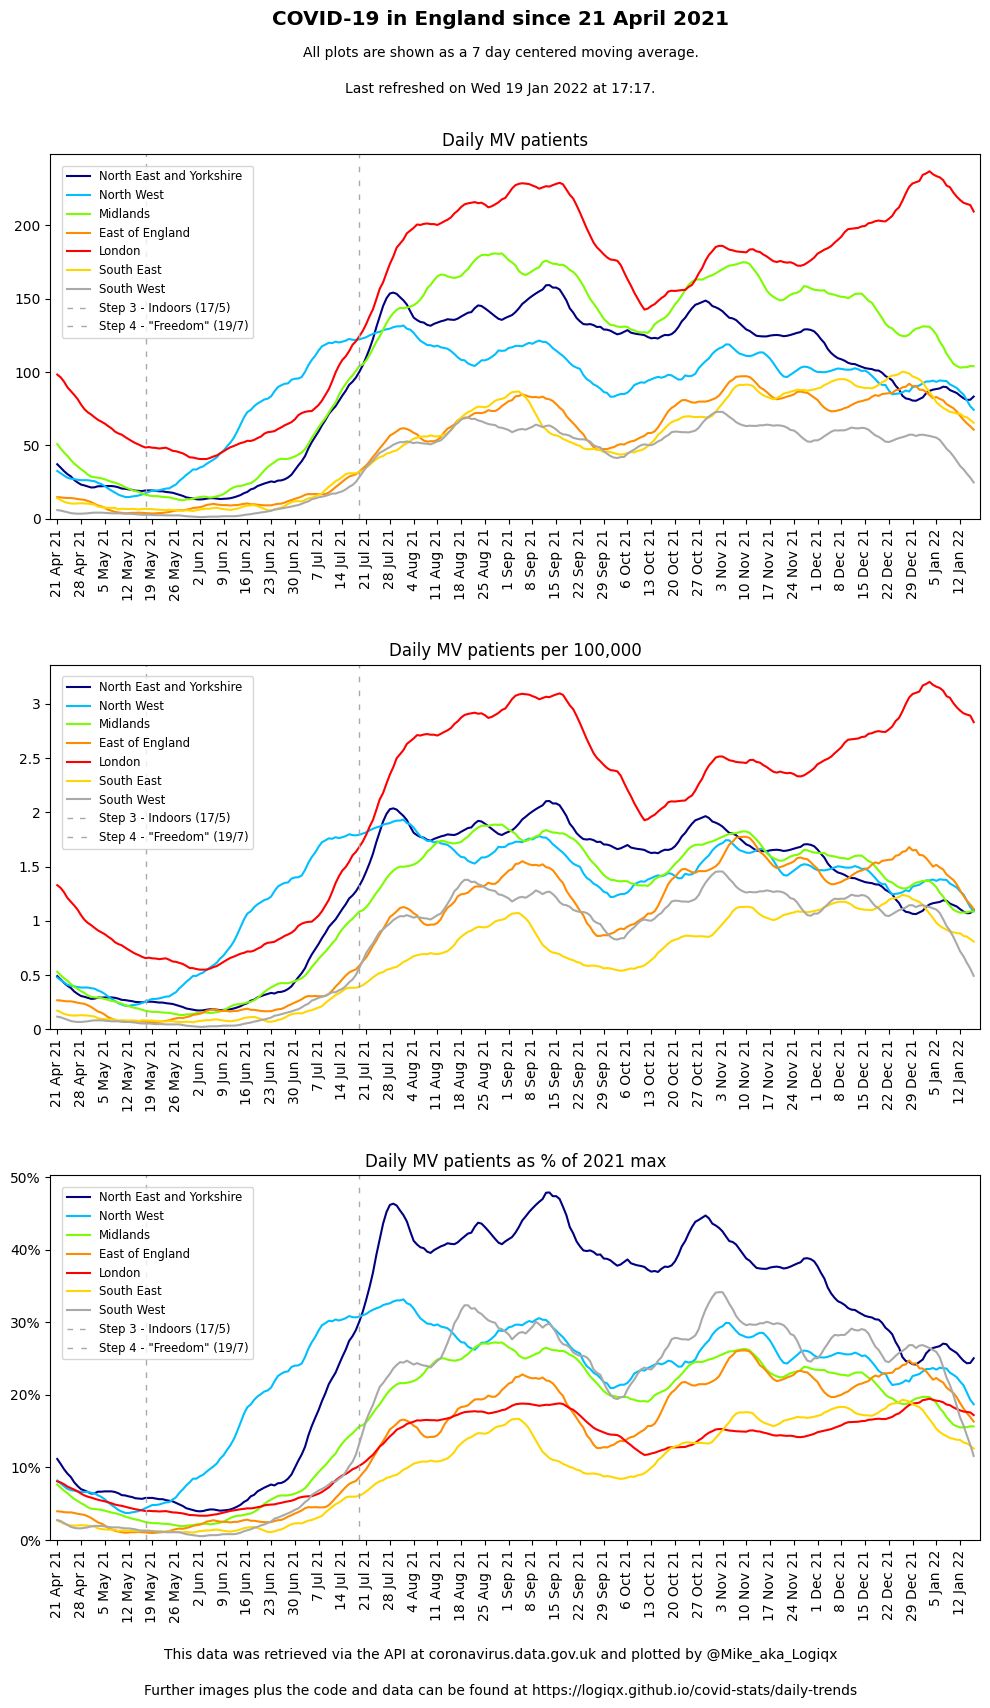 COVID-19 in England since 21 April 2021
All plots are shown as a 7 day centered moving average.
Last refreshed on Wed 19 Jan 2022 at 17:17.
Daily MV patients
North East and Yorkshire
North West
Midlands
East of England
London
South East
South West
Step 3 - Indoors (17/5)
Step 4 - "Freedom" (19/7)
200
150
100
50
0
21 Apr 21
28 Apr 21
5 May 21
12 May 21
19 May 21
26 May 21
2 Jun 21
9 Jun 21
16 Jun 21
23 Jun 21
30 Jun 21
7 Jul 21
14 Jul 21
21 Jul 21
28 Jul 21
4 Aug 21
11 Aug 21
18 Aug 21
25 Aug 21
1 Sep 21
8 Sep 21
15 Sep 21
22 Sep 21
29 Sep 21
6 Oct 21
13 Oct 21
20 Oct 21
27 Oct 21
3 Nov 21
10 Nov 21
17 Nov 21
24 Nov 21
1 Dec 21
8 Dec 21
15 Dec 21
22 Dec 21
29 Dec 21
5 Jan 22
12 Jan 22
Daily MV patients per 100,000
North East and Yorkshire
North West
Midlands
East of England
London
South East
South West
Step 3 - Indoors (17/5)
Step 4 - "Freedom" (19/7)
3
2.5
2
1.5
1
0.5
0
21 Apr 21
28 Apr 21
5 May 21
12 May 21
19 May 21
26 May 21
2 Jun 21
9 Jun 21
16 Jun 21
23 Jun 21
30 Jun 21
7 Jul 21
14 Jul 21
21 Jul 21
28 Jul 21
4 Aug 21
11 Aug 21
18 Aug 21
25 Aug 21
1 Sep 21
8 Sep 21
15 Sep 21
22 Sep 21
29 Sep 21
6 Oct 21
13 Oct 21
20 Oct 21
27 Oct 21
3 Nov 21
10 Nov 21
17 Nov 21
24 Nov 21
1 Dec 21
8 Dec 21
15 Dec 21
22 Dec 21
29 Dec 21
5 Jan 22
12 Jan 22
Daily MV patients as % of 2021 max
North East and Yorkshire
North West
Midlands
East of England
London
South East
South West
Step 3 - Indoors (17/5)
Step 4 - "Freedom" (19/7)
50%
40%
30%
20%
10%
0%
21 Apr 21
28 Apr 21
5 May 21
12 May 21
19 May 21
26 May 21
2 Jun 21
9 Jun 21
16 Jun 21
23 Jun 21
30 Jun 21
7 Jul 21
14 Jul 21
21 Jul 21
28 Jul 21
4 Aug 21
11 Aug 21
18 Aug 21
25 Aug 21
1 Sep 21
8 Sep 21
15 Sep 21
22 Sep 21
29 Sep 21
6 Oct 21
13 Oct 21
20 Oct 21
27 Oct 21
3 Nov 21
10 Nov 21
17 Nov 21
24 Nov 21
1 Dec 21
8 Dec 21
15 Dec 21
22 Dec 21
29 Dec 21
5 Jan 22
12 Jan 22
This data was retrieved via the API at coronavirus.data.gov.uk and plotted by @Mike_aka_Logiqx
Further images plus the code and data can be found at https://logiqx.github.io/covid-stats/daily-trends